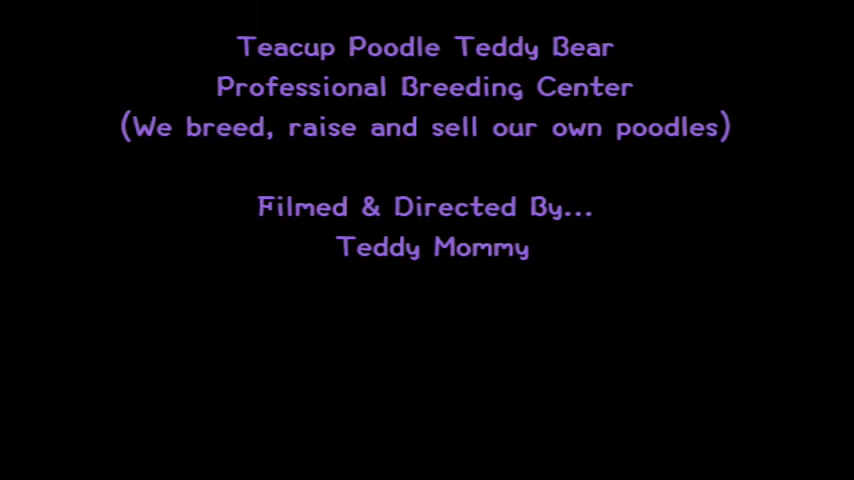 Teacup Poodle Teddy Bear
Professional Breeding Center
(We breed, raise and sell our own poodles)
Filmed & Directed By...
Teddy Mommy